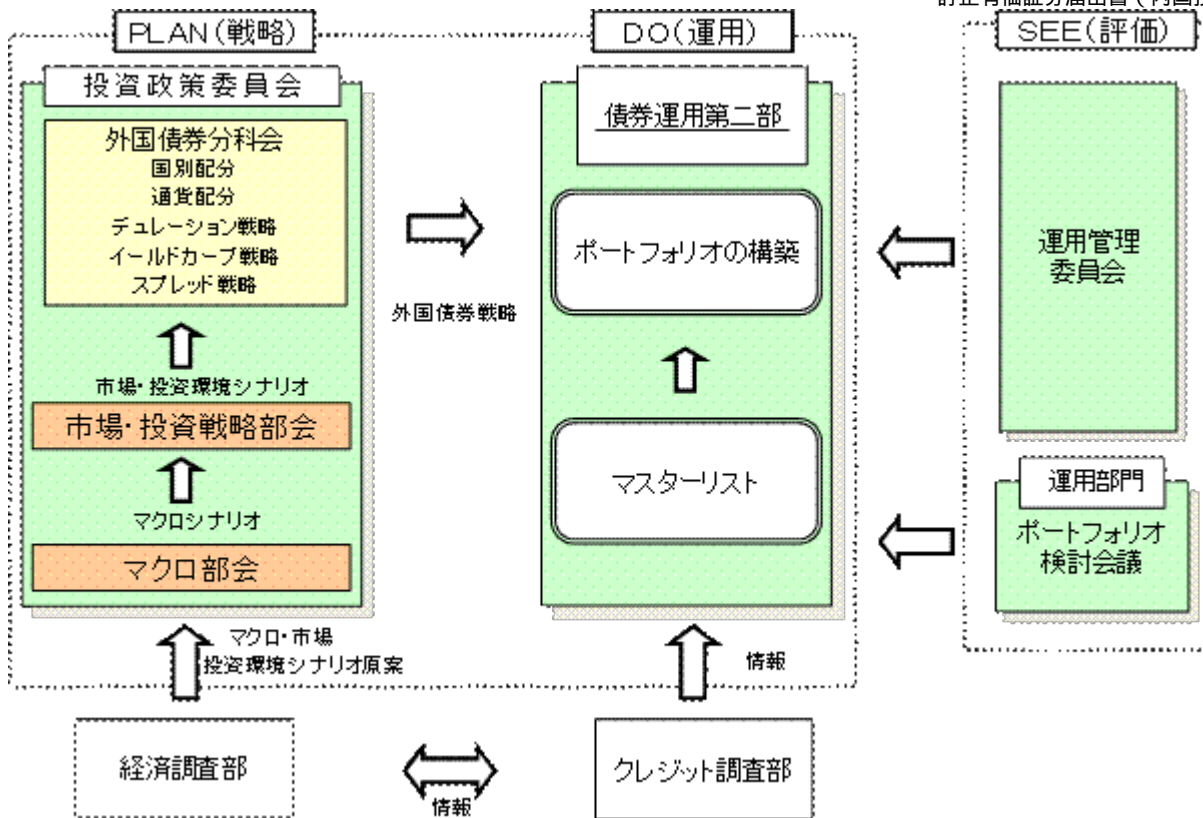 PLAN(戦略)
投資政策委員会
外国債券分科会
国別配分
通貨配分
デュレーション戦略
イールドカーブ戦略
スプレッド戦略
市場・投資環境シナリオ
市場・投資戦略部会
マクロシナリオ
マクロ部会
マクロ・市場
投資環境シナリオ原案
経済調査部
外国債券戦略
情報
DO(運用)
債券運用第二部
ポートフォリオの構築
マスターリスト
情報
クレジット調査部
SEE(評価)
運用管理
委員会
運用部門
ポートフォリオ
検討会議